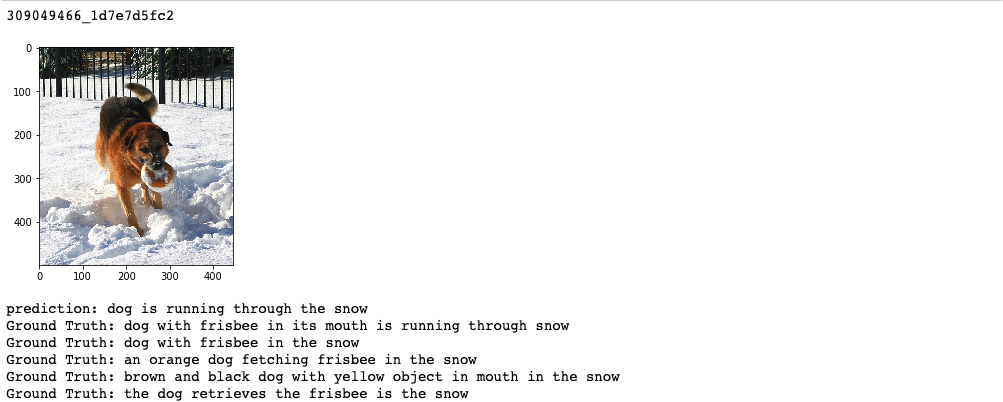 309049466_1d7e7d5fc2
0
100
200
300
400
0 100 200 300 400
prediction: dog is running through the snow
Ground Truth: dog with frisbee in its mouth is running through snow
Ground Truth: dog with frisbee in the snow
Ground Truth: an orange dog fetching frisbee in the snow
Ground Truth: brown and black dog with yellow object in mouth in the snow
Ground Truth: the dog retrieves the frisbee is the snow